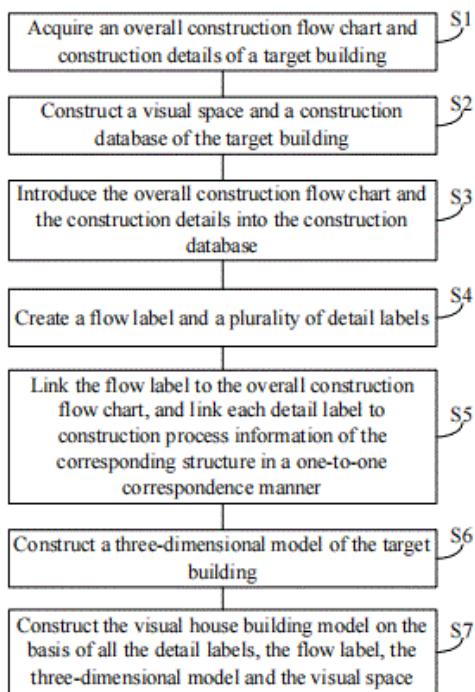 Acquire an overall construction flow chart and
construction details of a target building
S1
Construct a visual space and a construction
database of the target building
S2
Introduce the overall construction flow chart and
the construction details into the construction
database
S3
Create a flow label and a plurality of detail labels
S4
Link the flow label to the overall construction
flow chart, and link each detail label to
construction process information of the
corresponding structure in a one-to-one
correspondence manner
S5
Construct a three-dimensional model of the target
building
S6
Construct the visual house building model on the
basis of all the detail labels, the flow label, the
three-dimensional model and the visual space
S7